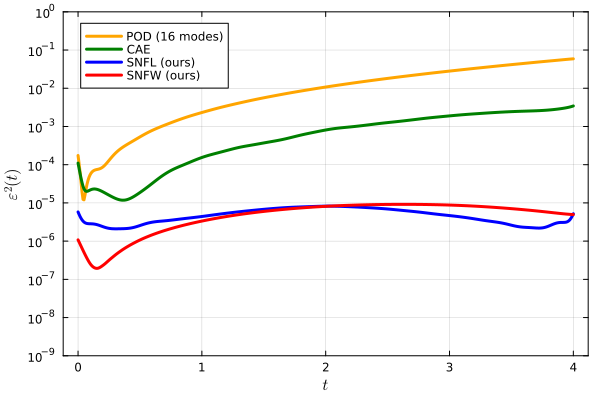 10^0
10^-1
10^-2
10^-3
10^-4
10^-5
10^-6
10^-7
10^-8
10^-9
ε²(t)
POD (16 modes)
CAE
SNFL (ours)
SNFW (ours)
0 1 2 3 4
t